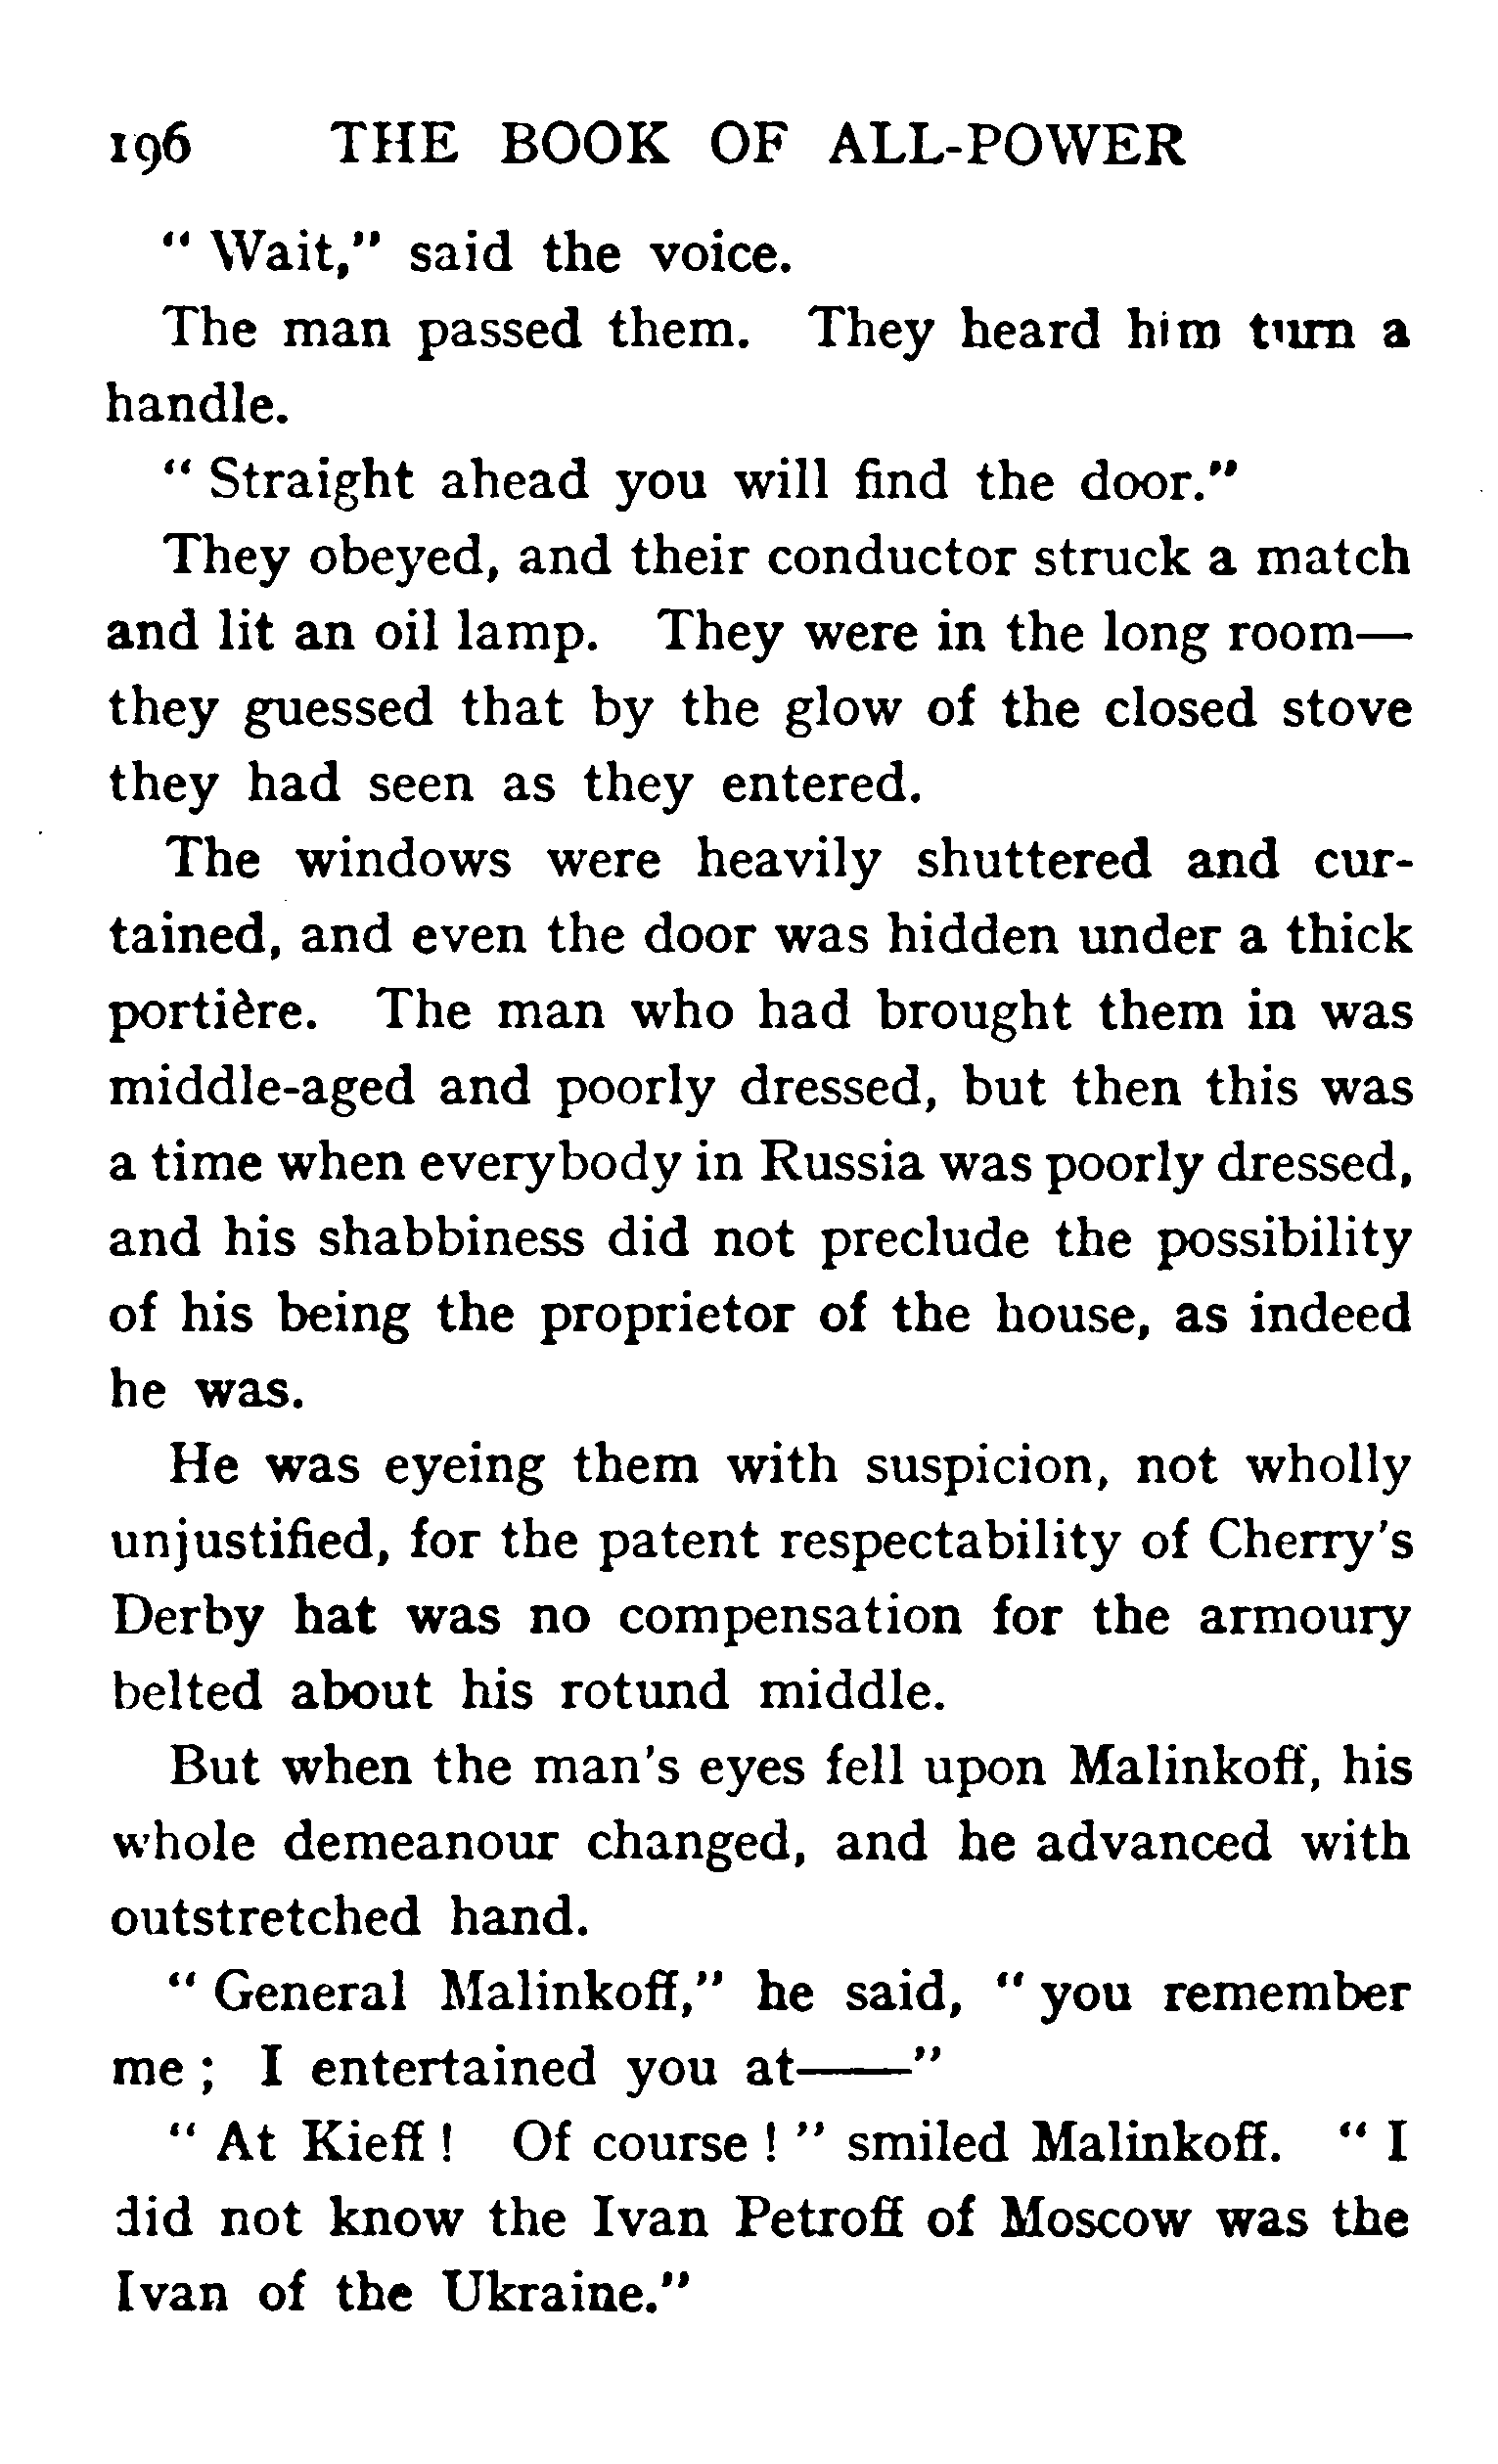 196 THE BOOK OF ALL-POWER
" Wait," said the voice.
The man passed them. They heard him turn a
handle.
" Straight ahead you will find the door."
They obeyed, and their conductor struck a match
and lit an oil lamp. They were in the long room—
they guessed that by the glow of the closed stove
they had seen as they entered.
The windows were heavily shuttered and cur-
tained, and even the door was hidden under a thick
portière. The man who had brought them in was
middle-aged and poorly dressed, but then this was
a time when everybody in Russia was poorly dressed,
and his shabbiness did not preclude the possibility
of his being the proprietor of the house, as indeed
he was.
He was eyeing them with suspicion, not wholly
unjustified, for the patent respectability of Cherry's
Derby hat was no compensation for the armoury
belted about his rotund middle.
But when the man's eyes fell upon Malinkoff, his
whole demeanour changed, and he advanced with
outstretched hand.
" General Malinkoff," he said, " you remember
me ; I entertained you at——"
" At Kieff ! Of course ! " smiled Malinkoff. " I
did not know the Ivan Petroff of Moscow was the
Ivan of the Ukraine."